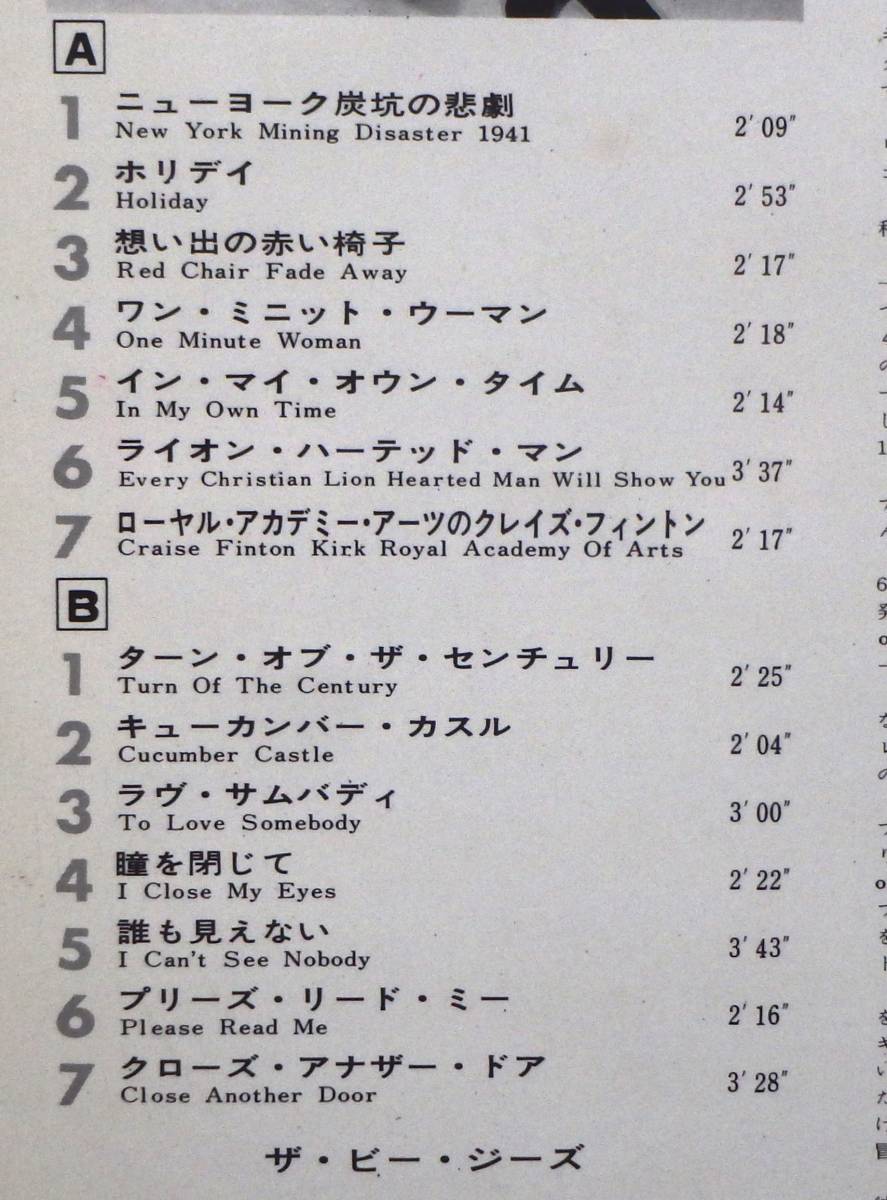 A
1 ニューヨーク炭坑の悲劇
New York Mining Disaster 1941 2′09″
2 ホリデイ
Holiday 2′53″
3 想い出の赤い椅子
Red Chair Fade Away 2′17″
4 ワン・ミニット・ウーマン
One Minute Woman 2′18″
5 イン・マイ・オウン・タイム
In My Own Time 2′14″
6 ライオン・ハーテッド・マン
Every Christian Lion Hearted Man Will Show You 3′37″
7 ローヤル・アカデミー・アーツのクレイズ・フィントン
Craise Finton Kirk Royal Academy Of Arts 2′17″
B
1 ターン・オブ・ザ・センチュリー
Turn Of The Century 2′25″
2 キューカンバー・カスル
Cucumber Castle 2′04″
3 ラヴ・サムバディ
To Love Somebody 3′00″
4 瞳を閉じて
I Close My Eyes 2′22″
5 誰も見えない
I Can't See Nobody 3′43″
6 プリーズ・リード・ミー
Please Read Me 2′16″
7 クローズ・アナザー・ドア
Close Another Door 3′28″
ザ・ビー・ジーズ